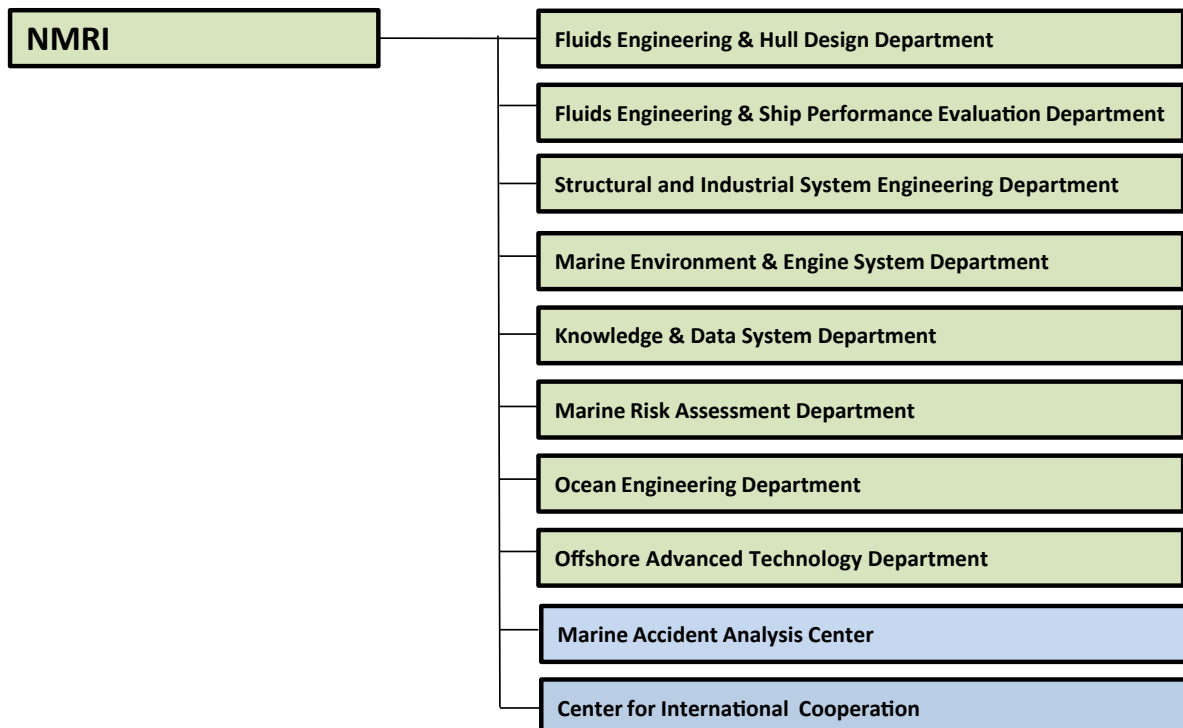 NMRI
Fluids Engineering & Hull Design Department
Fluids Engineering & Ship Performance Evaluation Department
Structural and Industrial System Engineering Department
Marine Environment & Engine System Department
Knowledge & Data System Department
Marine Risk Assessment Department
Ocean Engineering Department
Offshore Advanced Technology Department
Marine Accident Analysis Center
Center for International  Cooperation